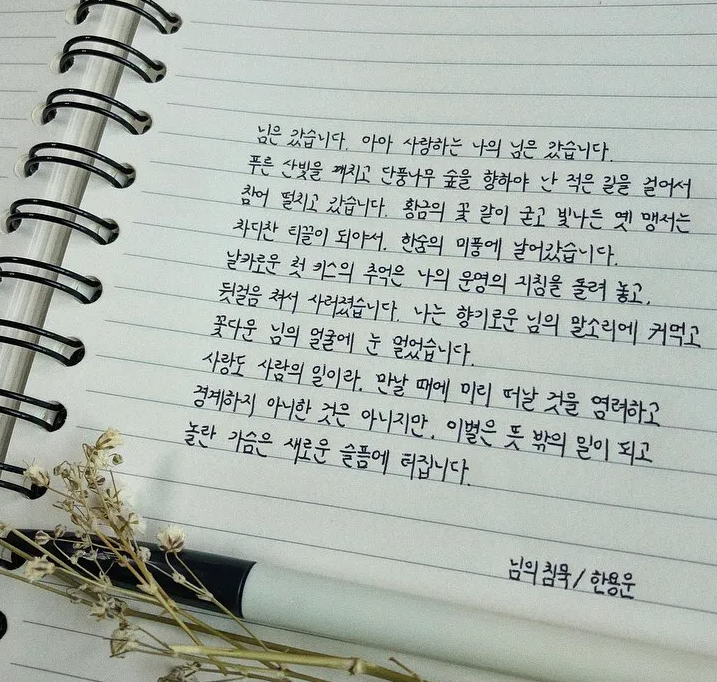 님은 갔습니다. 아아 사랑하는 나의 님은 갔습니다.
푸른 산빛을 깨치고 단풍나무 숲을 향하야 난 적은 길을 걸어서
참어 떨치고 갔습니다. 황금의 꽃 같이 굳고 빛나든 옛 맹서는
차디찬 티끌이 되야서. 한숨의 미풍에 날어갔습니다.
날카로운 첫 키스의 추억은 나의 운명의 지침을 돌려 놓고.
뒷걸음 쳐서 사러졌습니다. 나는 향기로운 님의 말소리에 커먹고
꽃다운 님의 얼굴에 눈 멀었습니다.
사랑도 사람의 일이라. 만날 때에 미리 떠날 것을 염려하고
경계하지 아니한 것은 아니지만. 이별은 뜻 밖의 일이 되고
놀란 가슴은 새로운 슬픔에 터집니다.
님의 침묵 / 한용운